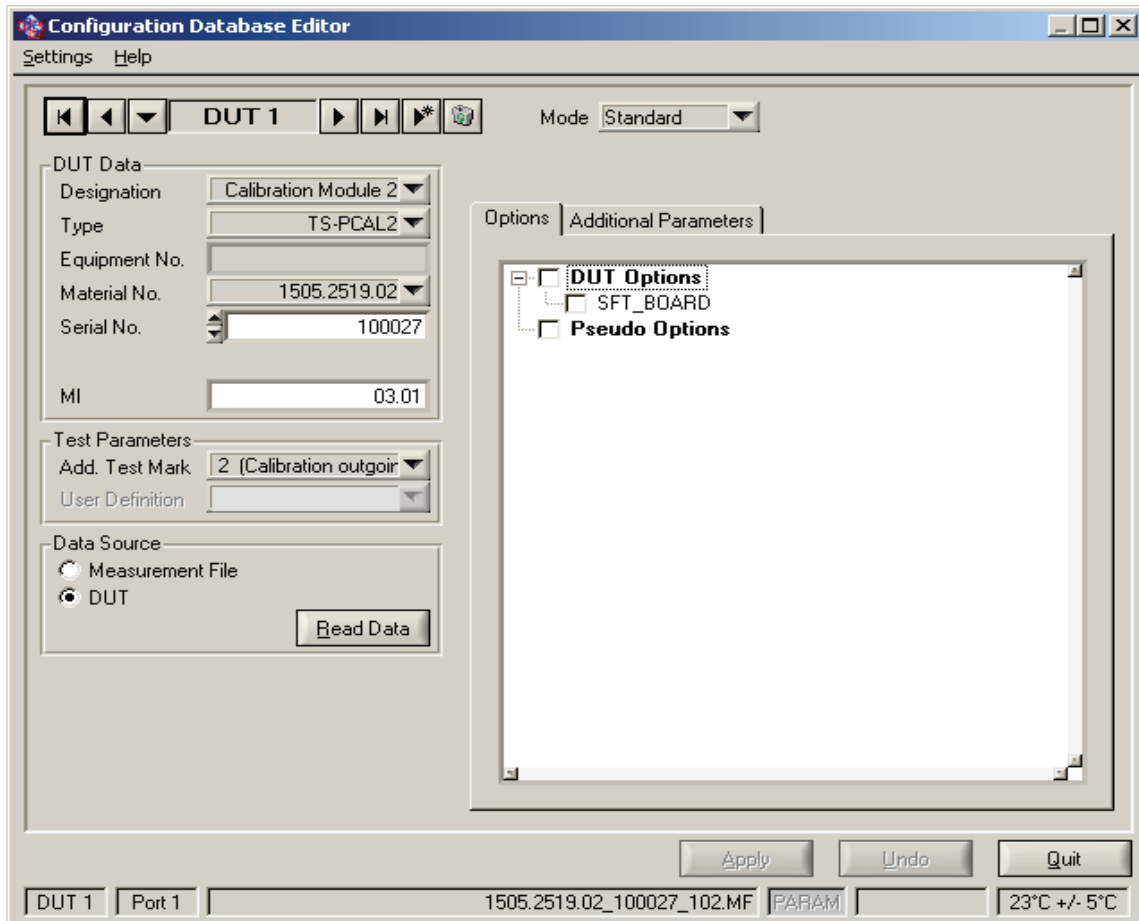 Configuration Database Editor
Settings Help
DUT 1
Mode Standard
DUT Data
Designation Calibration Module 2
Type TS-PCAL2
Equipment No.
Material No. 1505.2519.02
Serial No. 100027
MI 03.01
Test Parameters
Add. Test Mark 2 (Calibration outgoir
User Definition
Data Source
Measurement File
DUT
Read Data
Options Additional Parameters
DUT Options
SFT_BOARD
Pseudo Options
Apply Undo Quit
DUT 1 Port 1 1505.2519.02_100027_102.MF PARAM 23°C +/- 5°C